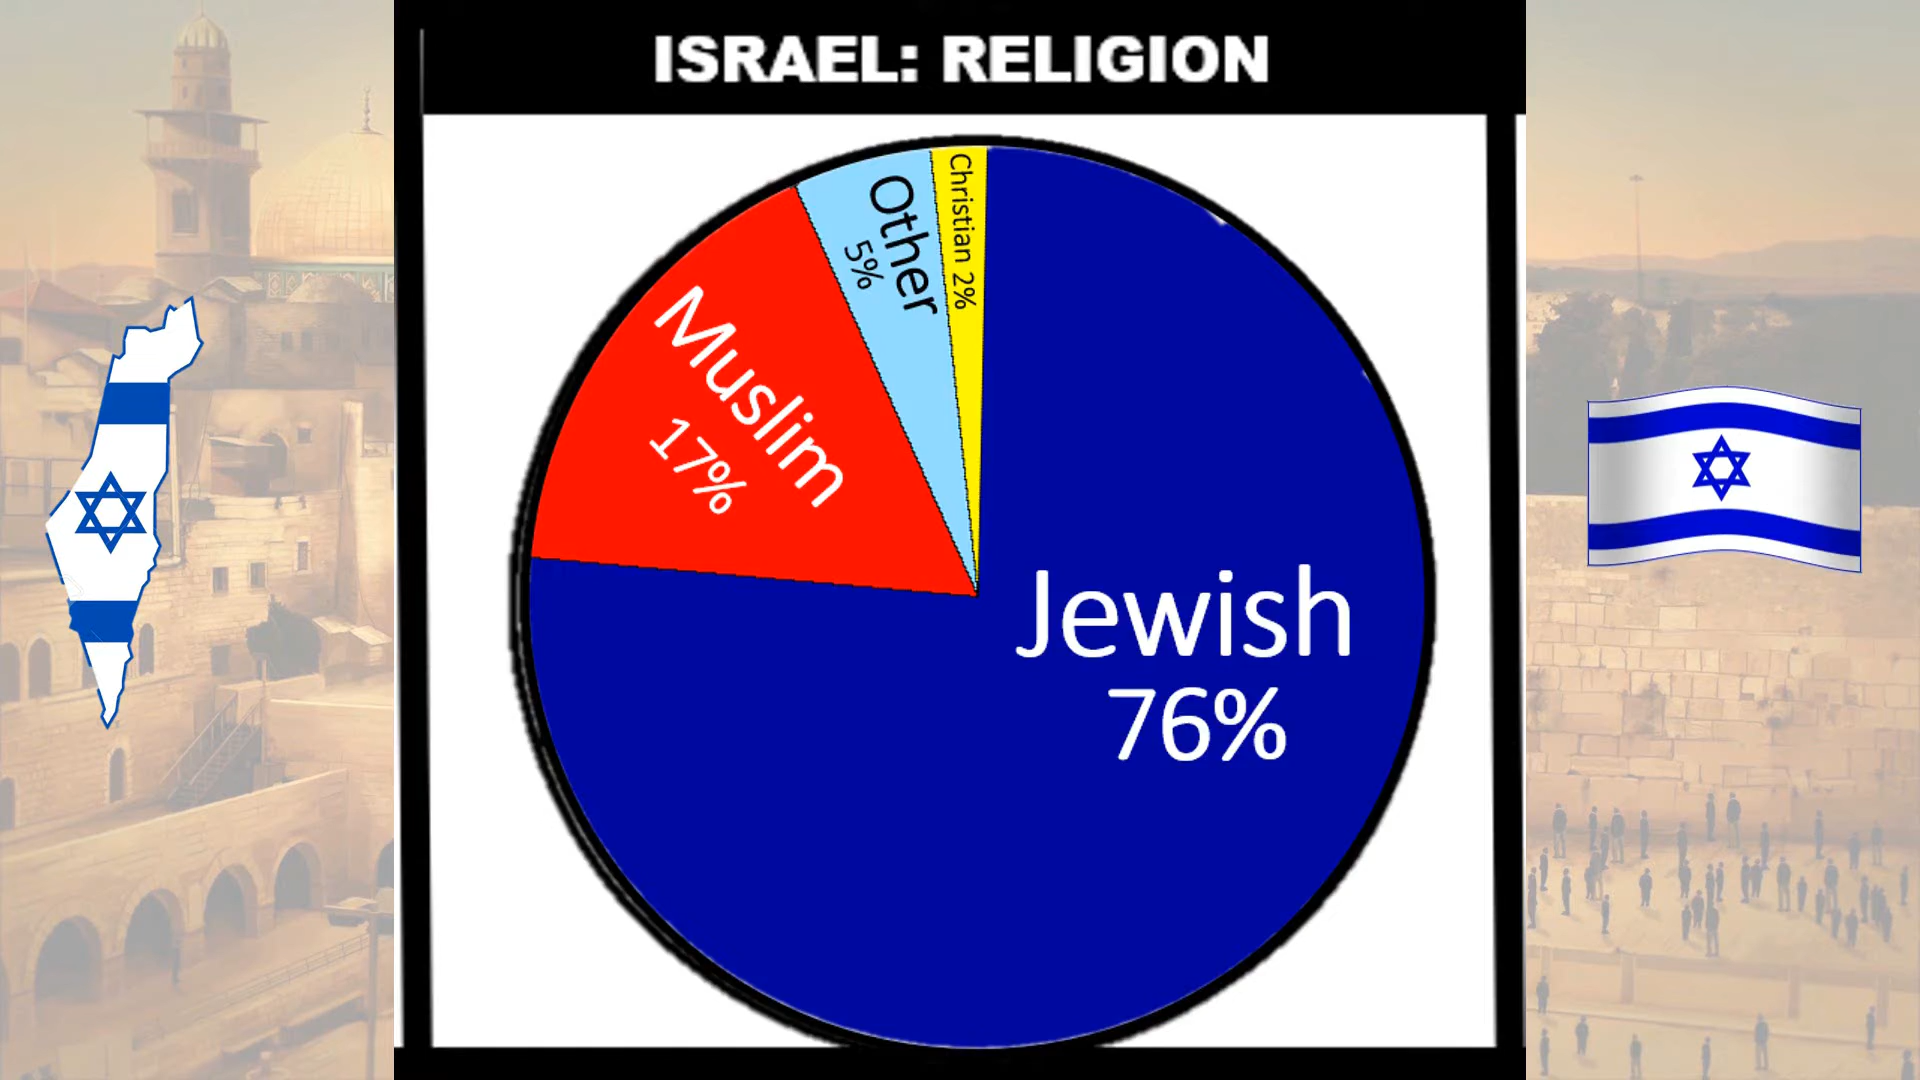 ISRAEL: RELIGION
Christian 2%
Other
5%
Muslim
17%
Jewish
76%